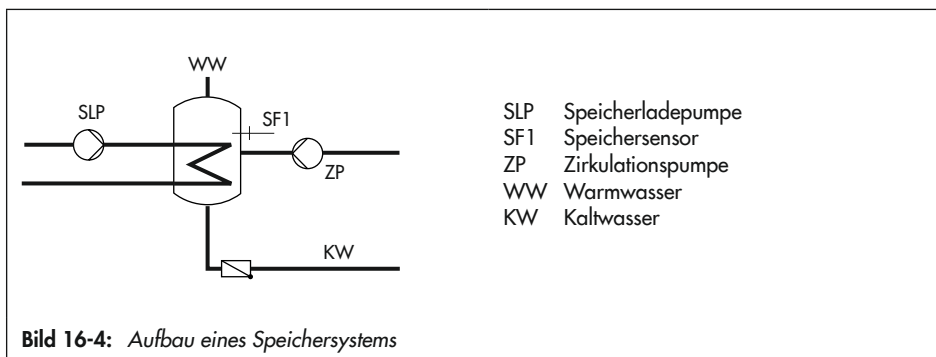 WW
SLP
SF1
ZP
KW
SLP Speicherladepumpe
SF1 Speichersensor
ZP Zirkulationspumpe
WW Warmwasser
KW Kaltwasser
Bild 16-4: Aufbau eines Speichersystems